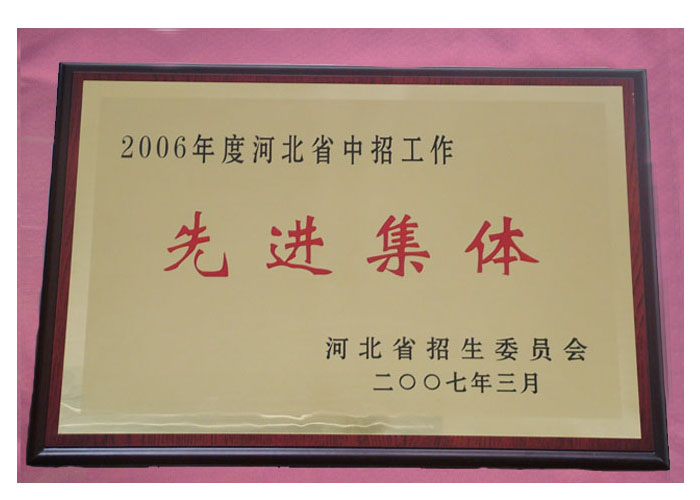 2006年度河北省中招工作
先进集体
河北省招生委员会
二〇〇七年三月